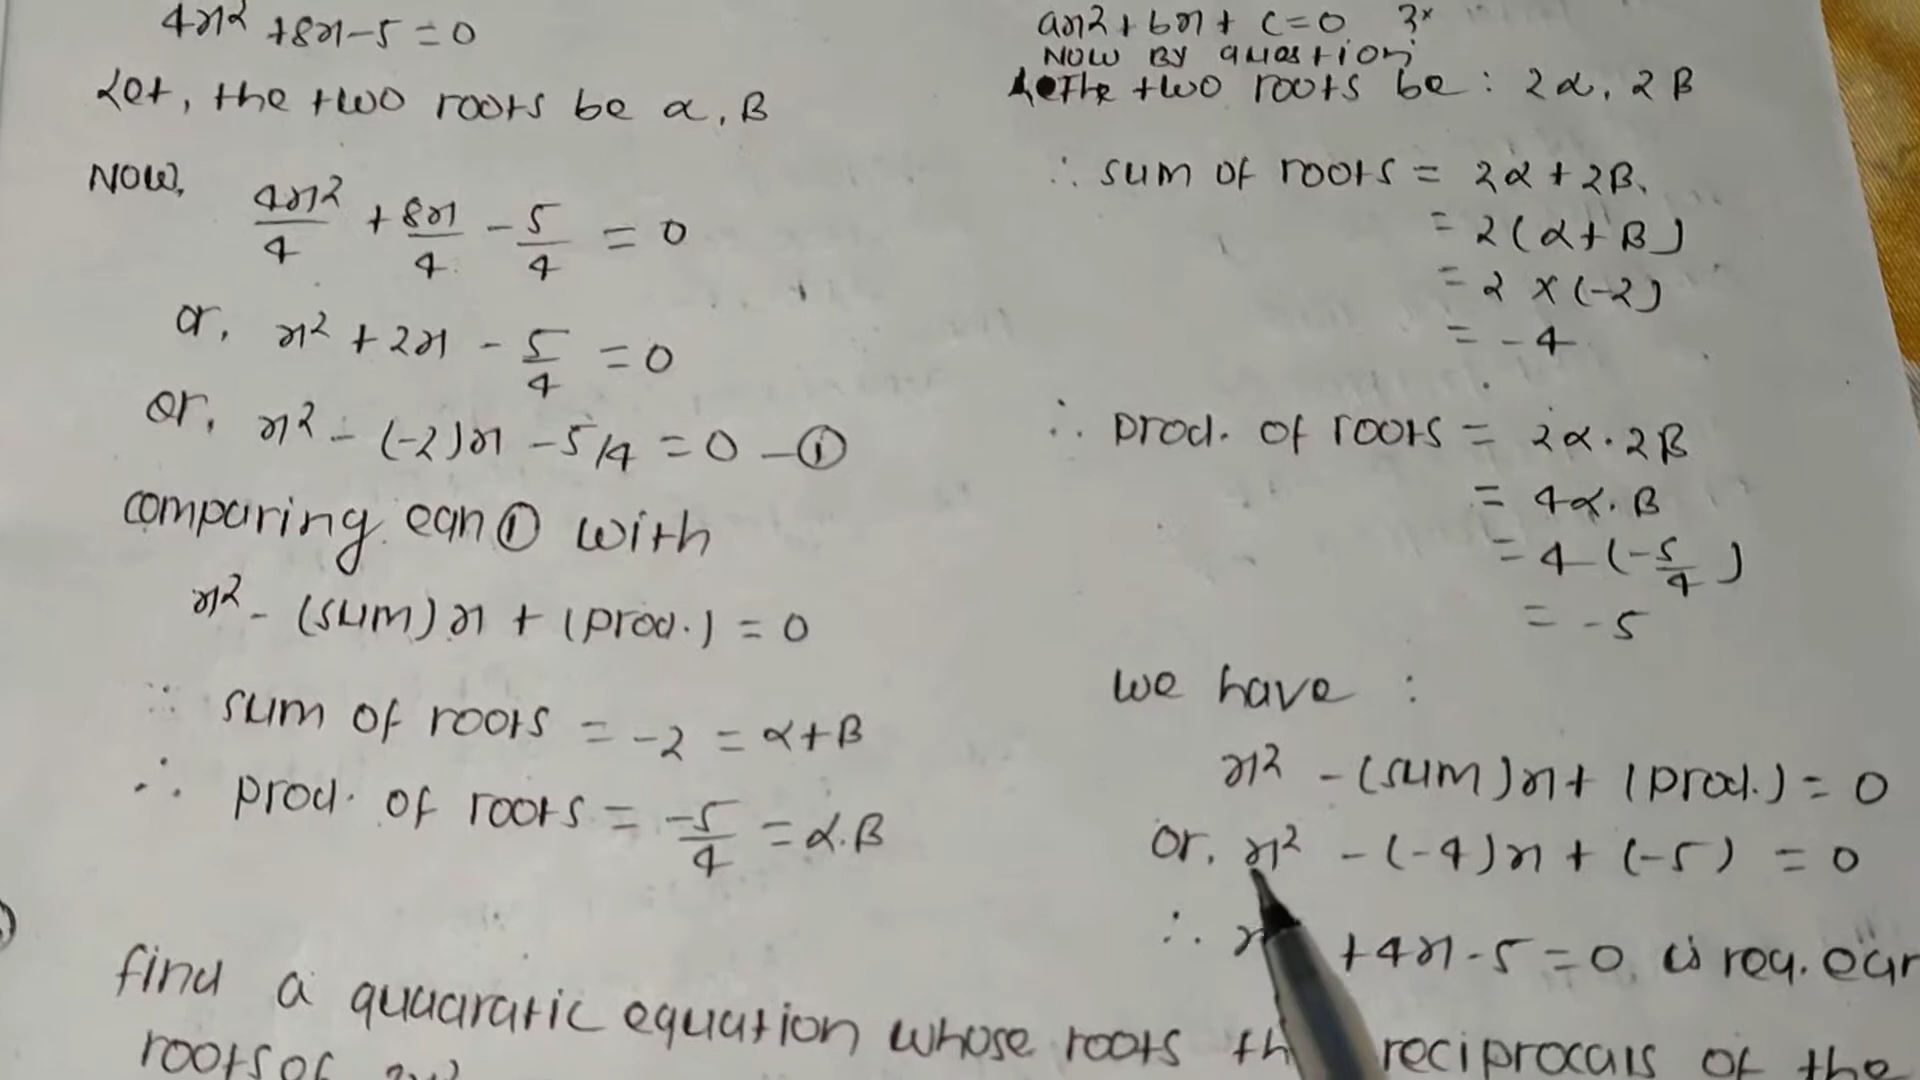 4x² + 8x - 5 = 0
Let, the two roots be α, β
Now,
4x²/4 + 8x/4 - 5/4 = 0
or, x² + 2x - 5/4 = 0
or, x² - (-2)x - 5/4 = 0 - ①
comparing eqn ① with
x² - (sum)x + (prod.) = 0
∴ sum of roots = -2 = α+β
∴ prod. of roots = -5/4 = α.β
ax² + bx + c = 0
NOW BY question
The two roots be : 2α, 2β
∴ sum of roots = 2α + 2β.
= 2(α+β)
= 2 × (-2)
= -4
∴ prod. of roots = 2α · 2β
= 4α.β
= 4 (-5/4)
= -5
we have :
x² - (sum)x + (prod.) = 0
or, x² - (-4)x + (-5) = 0
∴ x + 4x - 5 = 0 is req. eqn
find a quadratic equation whose roots th reciprocals of the
roots of